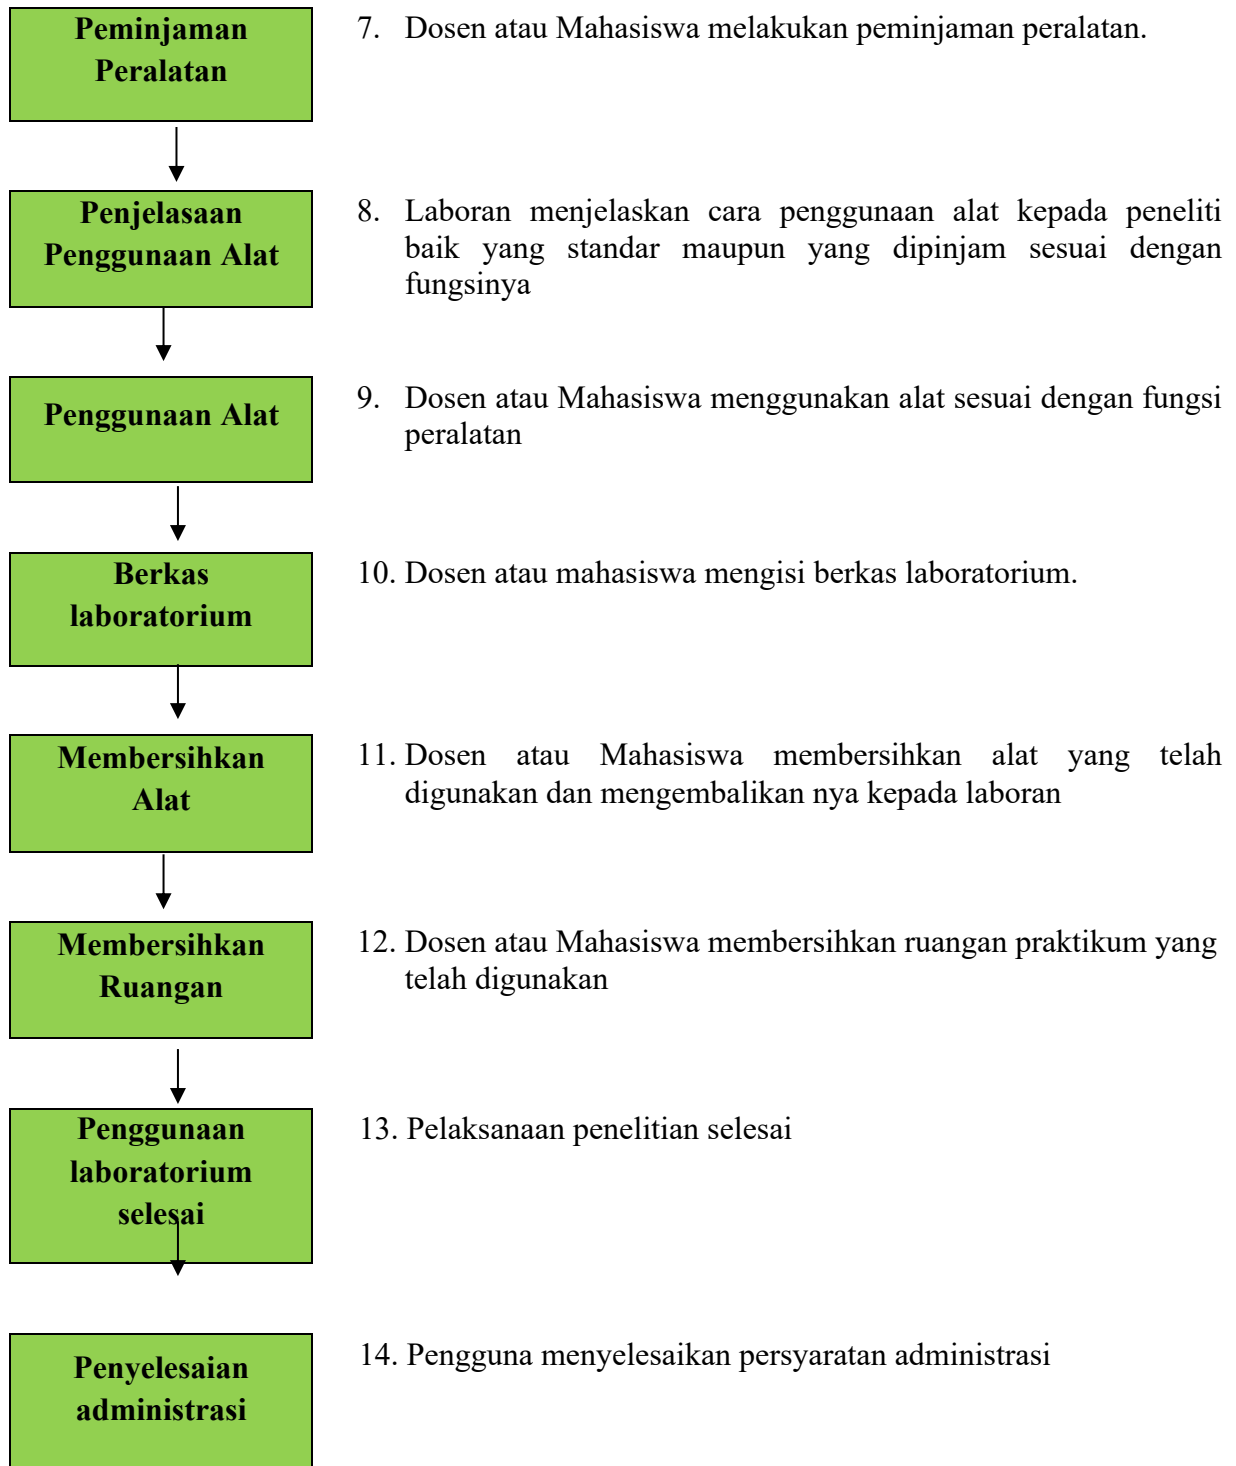 Peminjaman
Peralatan
7. Dosen atau Mahasiswa melakukan peminjaman peralatan.
Penjelasaan
Penggunaan Alat
8. Laboran menjelaskan cara penggunaan alat kepada peneliti
baik yang standar maupun yang dipinjam sesuai dengan
fungsinya
Penggunaan Alat
9. Dosen atau Mahasiswa menggunakan alat sesuai dengan fungsi
peralatan
Berkas
laboratorium
10. Dosen atau mahasiswa mengisi berkas laboratorium.
Membersihkan
Alat
11. Dosen atau Mahasiswa membersihkan alat yang telah
digunakan dan mengembalikan nya kepada laboran
Membersihkan
Ruangan
12. Dosen atau Mahasiswa membersihkan ruangan praktikum yang
telah digunakan
Penggunaan
laboratorium
selesai
13. Pelaksanaan penelitian selesai
Penyelesaian
administrasi
14. Pengguna menyelesaikan persyaratan administrasi